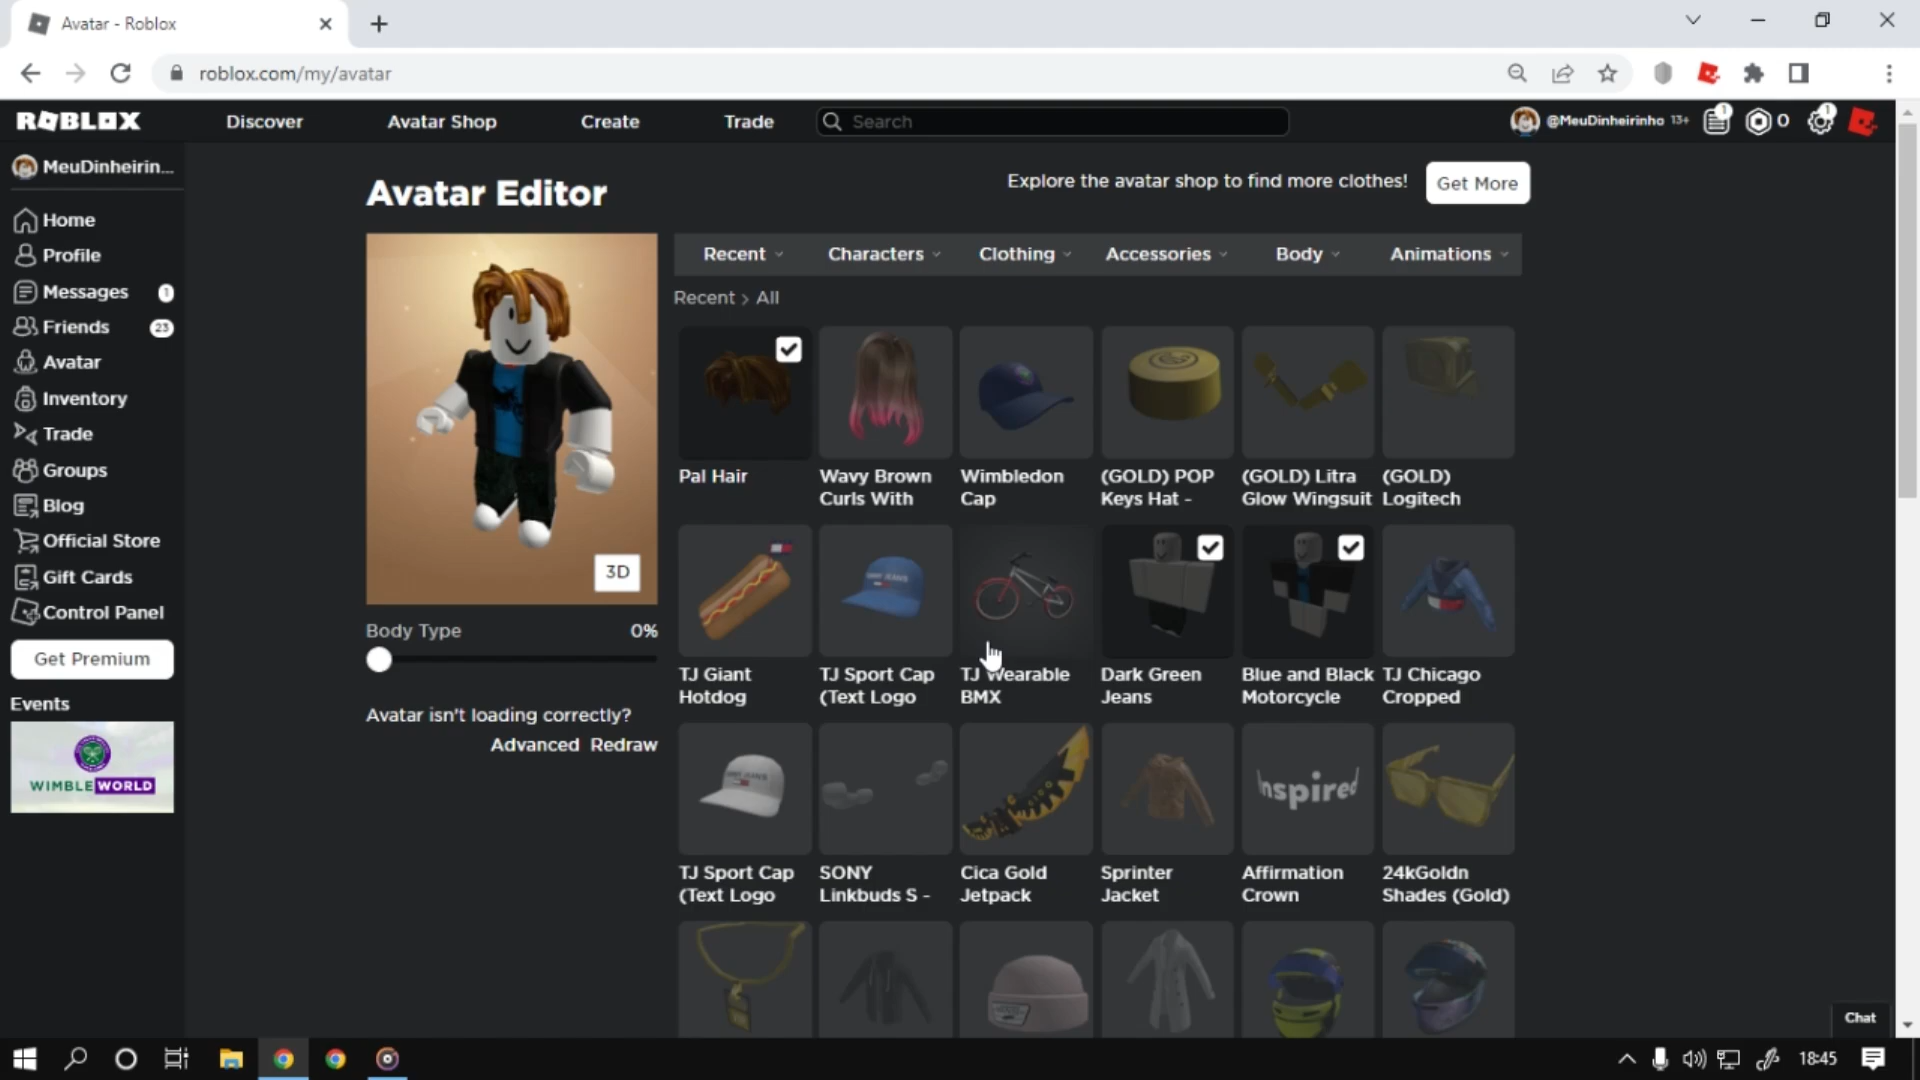 Avatar - Roblox
roblox.com/my/avatar
ROBLOX
Discover
Avatar Shop
Create
Trade
Search
@MeuDinheirinho 13+
1
0
1
MeuDinheirin...
Home
Profile
Messages 1
Friends 23
Avatar
Inventory
Trade
Groups
Blog
Official Store
Gift Cards
Control Panel
Get Premium
Events
WIMBLEWORLD
Avatar Editor
Explore the avatar shop to find more clothes!
Get More
3D
Body Type 0%
Avatar isn't loading correctly?
Advanced Redraw
Recent
Characters
Clothing
Accessories
Body
Animations
Recent > All
Pal Hair
Wavy Brown
Curls With
Wimbledon
Cap
(GOLD) POP
Keys Hat -
(GOLD) Litra
Glow Wingsuit
(GOLD)
Logitech
TJ Giant
Hotdog
TJ Sport Cap
(Text Logo
TJ Wearable
BMX
Dark Green
Jeans
Blue and Black
Motorcycle
TJ Chicago
Cropped
TJ Sport Cap
(Text Logo
SONY
Linkbuds S -
Cica Gold
Jetpack
Sprinter
Jacket
nspired
Affirmation
Crown
24kGoldn
Shades (Gold)
Chat
18:45